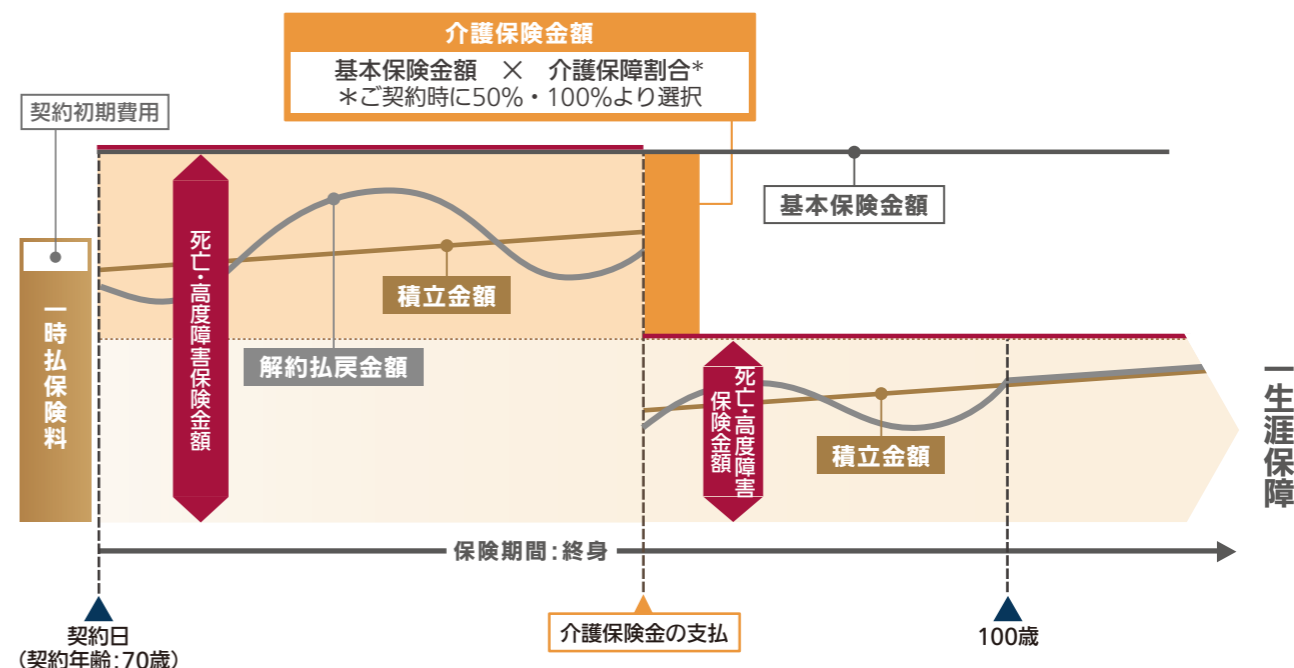 介護保険金額
基本保険金額 × 介護保障割合*
*ご契約時に50%・100%より選択
契約初期費用
基本保険金額
一時払保険料
死亡・高度障害保険金額
積立金額
解約払戻金額
死亡・高度障害
保険金額
積立金額
一生涯保障
保険期間:終身
契約日
(契約年齢:70歳)
介護保険金の支払
100歳